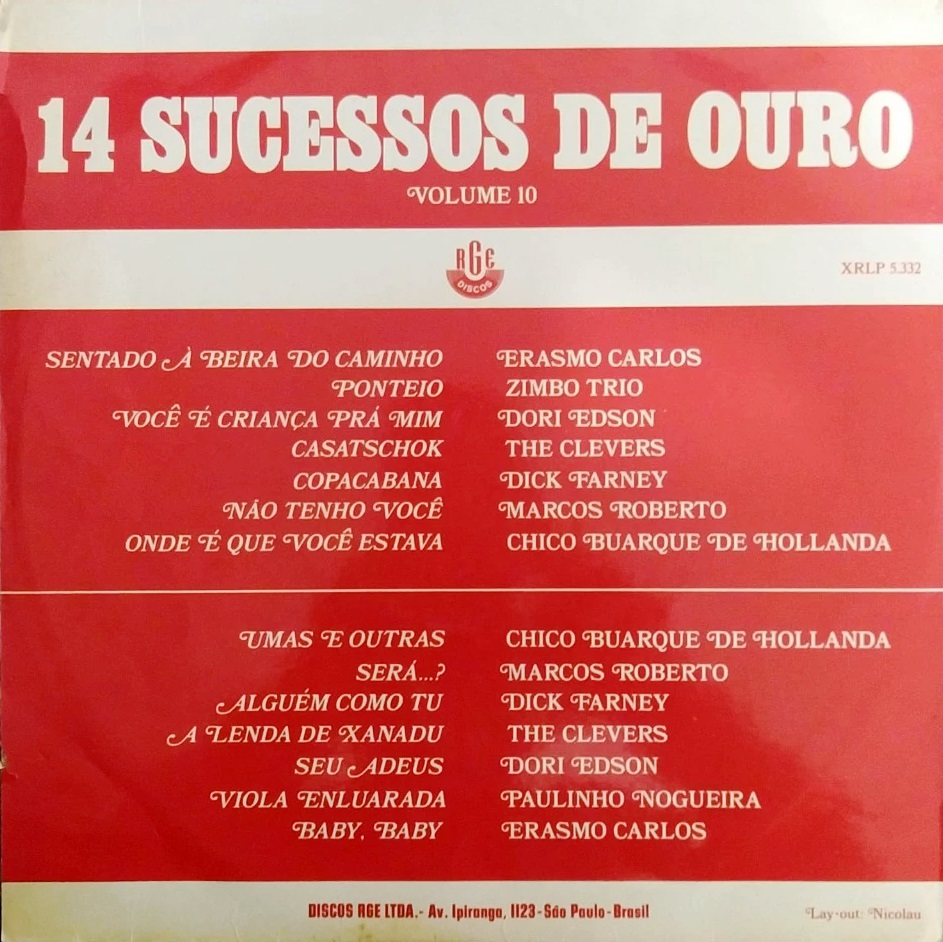 14 SUCESSOS DE OURO
VOLUME 10
RGE
DISCOS
XRLP 5.332
SENTADO À BEIRA DO CAMINHO ERASMO CARLOS
PONTEIO ZIMBO TRIO
VOCÊ É CRIANÇA PRÁ MIM DORI EDSON
CASATSCHOK THE CLEVERS
COPACABANA DICK FARNEY
NÃO TENHO VOCÊ MARCOS ROBERTO
ONDE É QUE VOCÊ ESTAVA CHICO BUARQUE DE HOLLANDA
UMAS E OUTRAS CHICO BUARQUE DE HOLLANDA
SERÁ...? MARCOS ROBERTO
ALGUÉM COMO TU DICK FARNEY
A LENDA DE XANADU THE CLEVERS
SEU ADEUS DORI EDSON
VIOLA ENLUARADA PAULINHO NOGUEIRA
BABY, BABY ERASMO CARLOS
DISCOS RGE LTDA.- Av. Ipiranga, 1123-São Paulo-Brasil
Lay-out: Nicolau